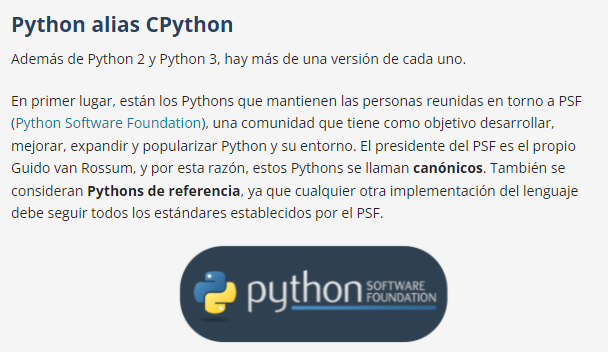 Python alias CPython
Además de Python 2 y Python 3, hay más de una versión de cada uno.
En primer lugar, están los Pythons que mantienen las personas reunidas en torno a PSF
(Python Software Foundation), una comunidad que tiene como objetivo desarrollar,
mejorar, expandir y popularizar Python y su entorno. El presidente del PSF es el propio
Guido van Rossum, y por esta razón, estos Pythons se llaman canónicos. También se
consideran Pythons de referencia, ya que cualquier otra implementación del lenguaje
debe seguir todos los estándares establecidos por el PSF.
python SOFTWARE
FOUNDATION